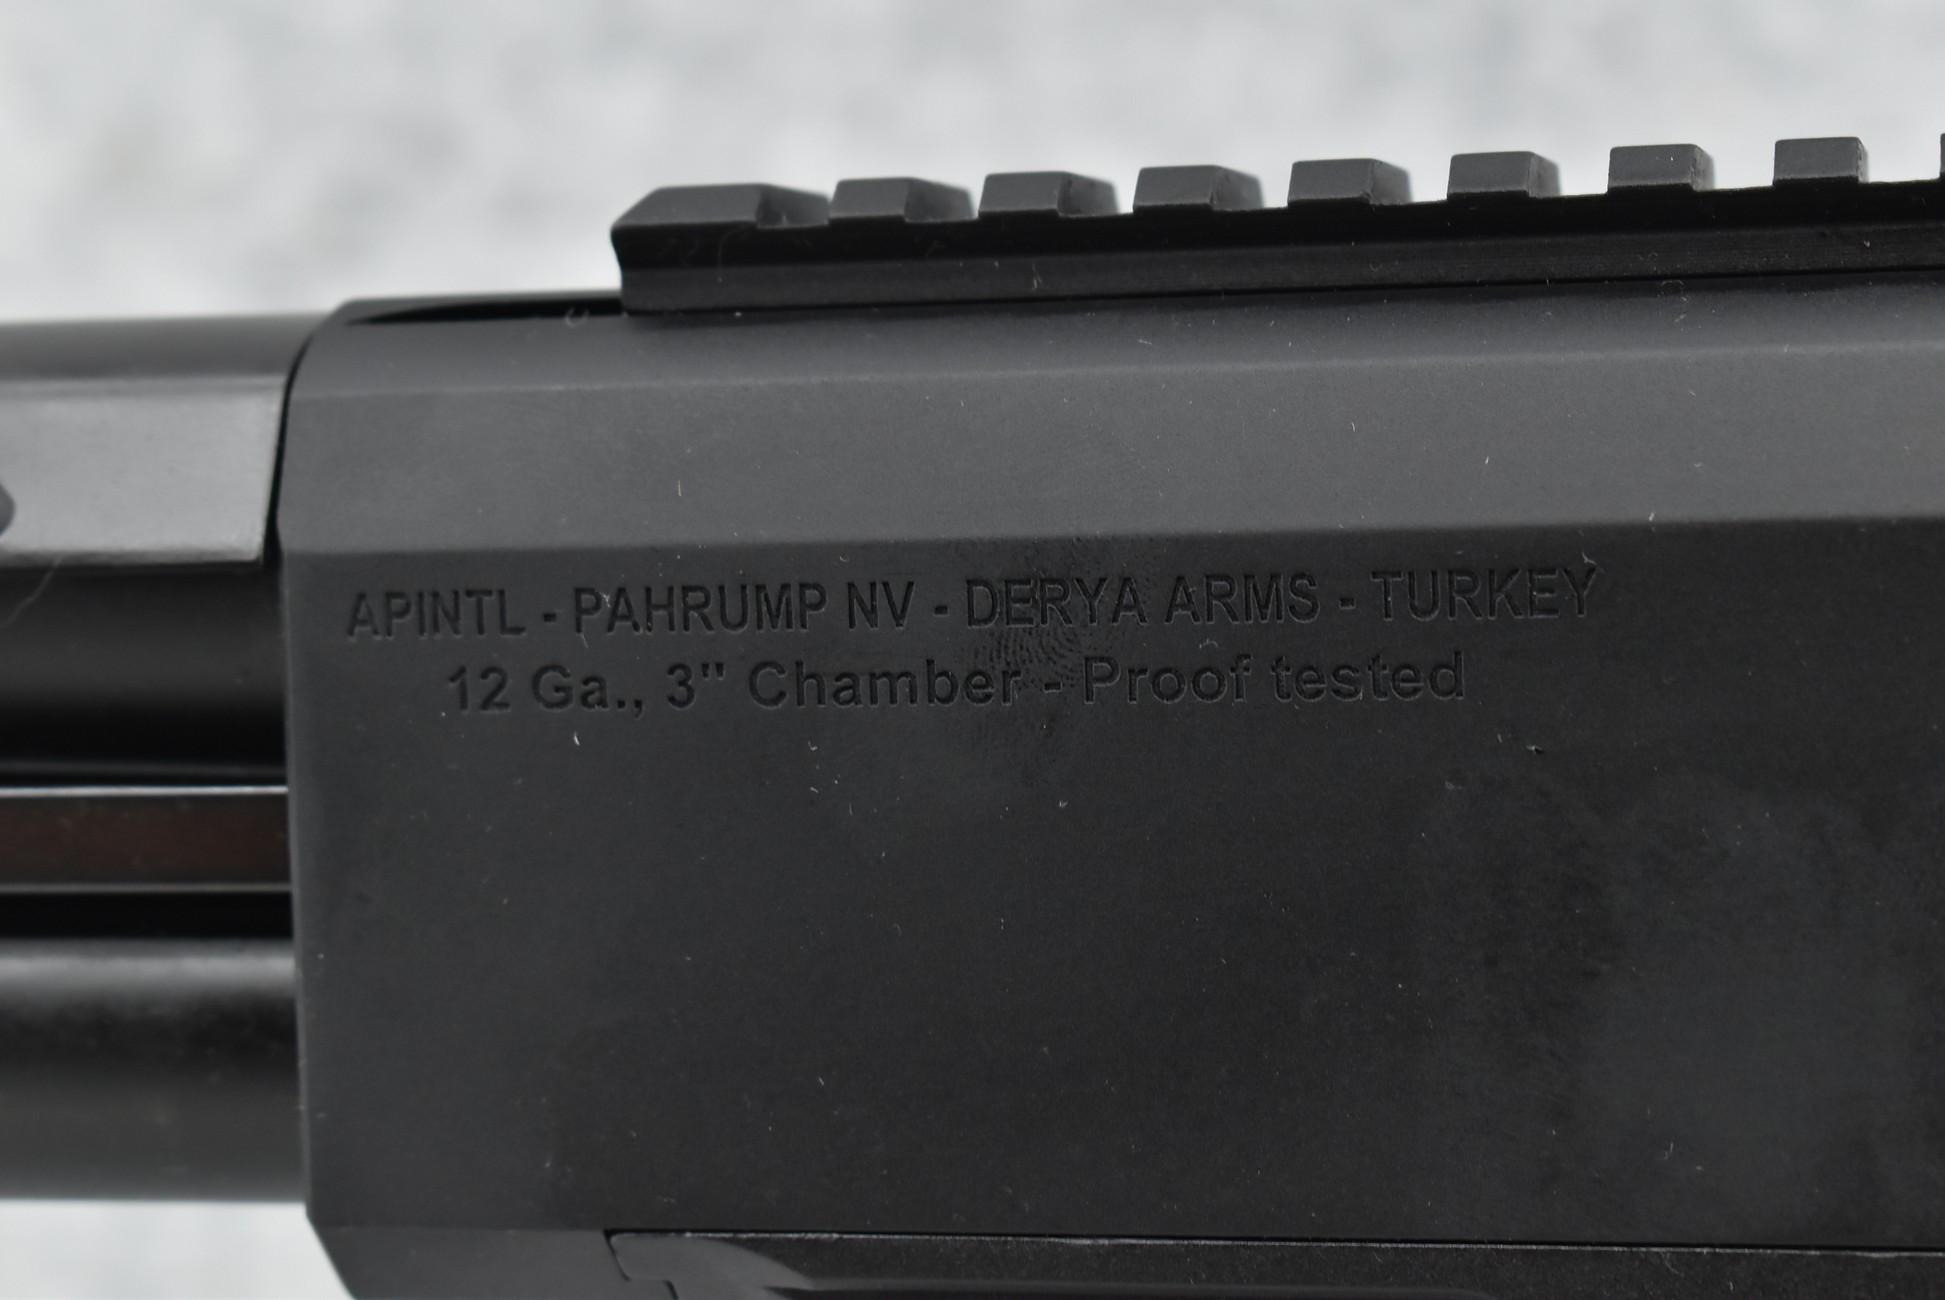 APINTL - PAHRUMP NV - DERYA ARMS - TURKEY
12 Ga., 3" Chamber - Proof tested